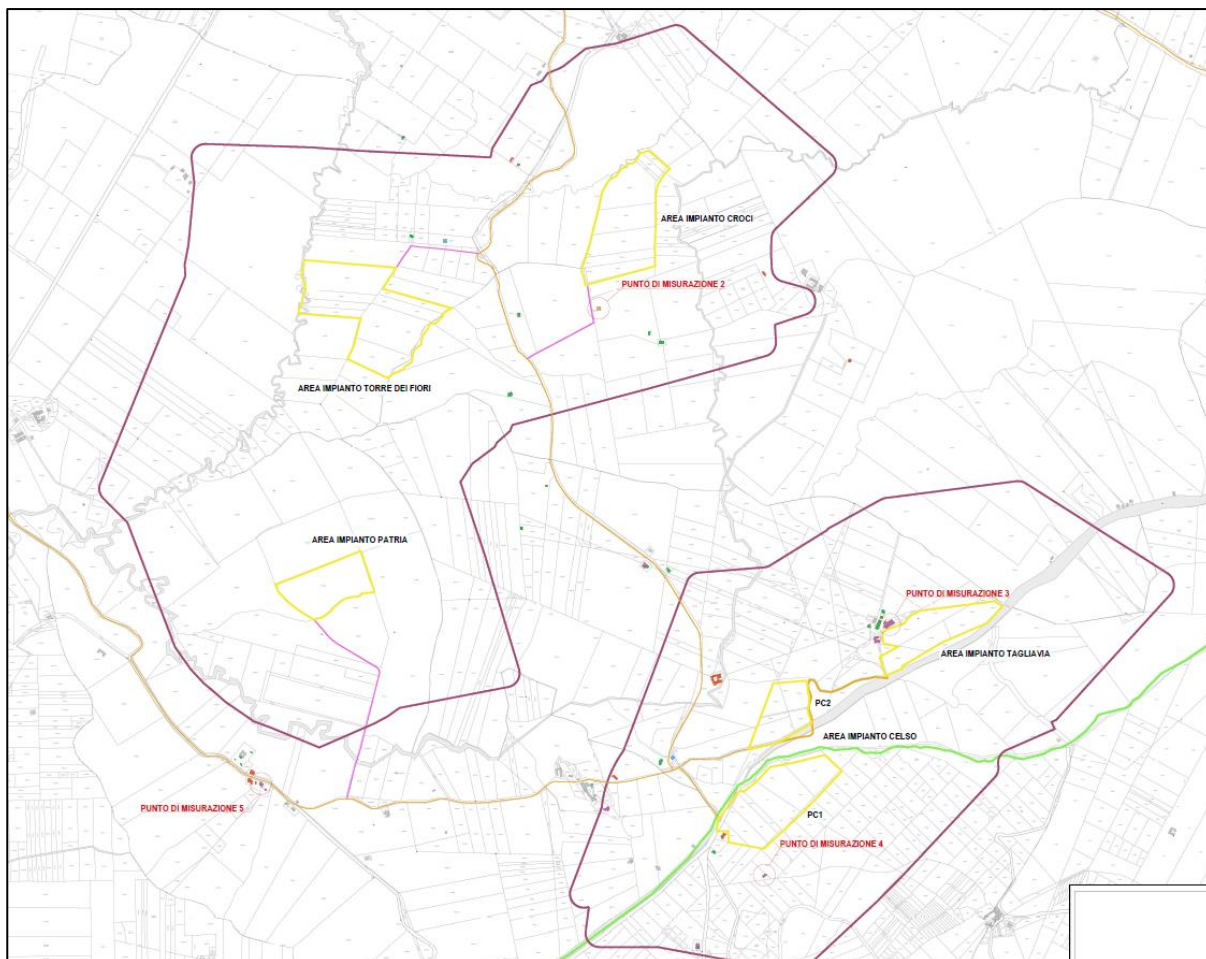 AREA IMPIANTO CROCI
PUNTO DI MISURAZIONE 2
AREA IMPIANTO TORRE DEI FIORI
AREA IMPIANTO PATRIA
PUNTO DI MISURAZIONE 3
AREA IMPIANTO TAGLIAVIA
PC2
AREA IMPIANTO CELSO
PUNTO DI MISURAZIONE 5
PC1
PUNTO DI MISURAZIONE 4